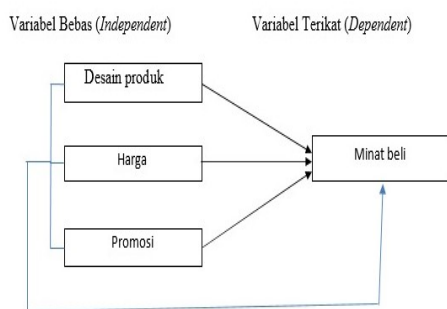 Variabel Bebas (Independent)
Variabel Terikat (Dependent)
Desain produk
Harga
Minat beli
Promosi